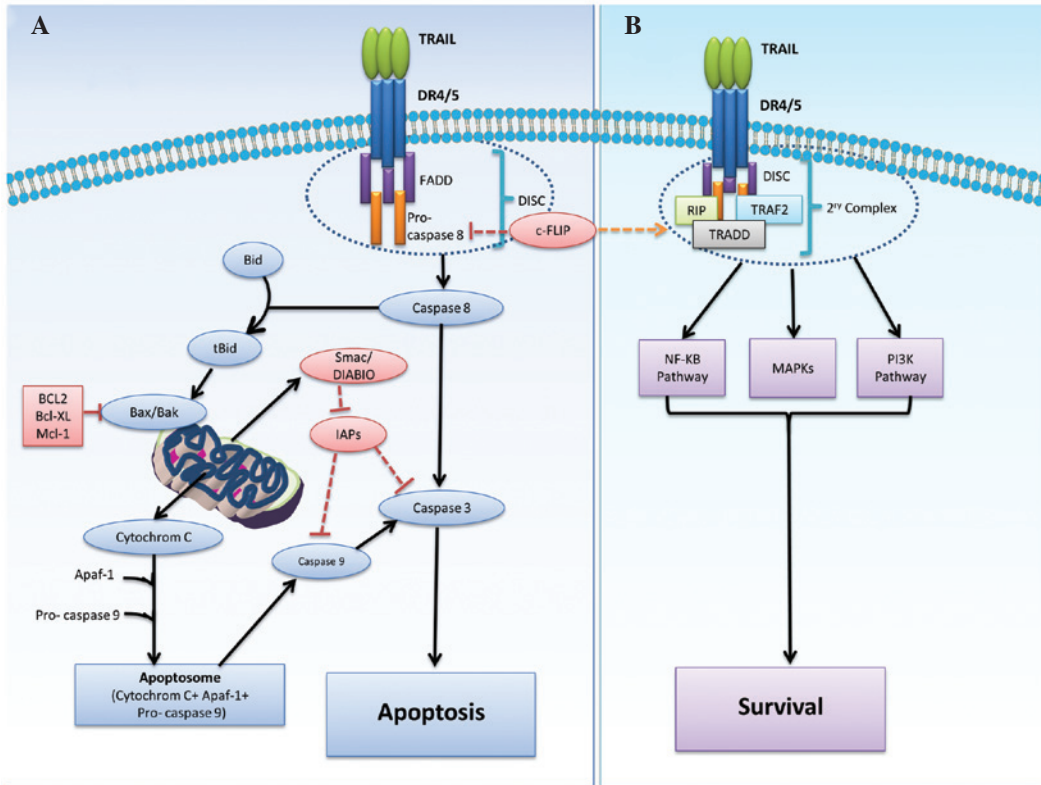 A
TRAIL
DR4/5
FADD
DISC
Pro-
caspase 8
c-FLIP
Bid
Caspase 8
tBid
Smac/
DIABIO
BCL2
Bcl-XL
Mcl-1
Bax/Bak
IAPs
Caspase 3
Cytochrom C
Caspase 9
Apaf-1
Pro- caspase 9
Apoptosome
(Cytochrom C+ Apaf-1+
Pro- caspase 9)
Apoptosis
B
TRAIL
DR4/5
DISC
RIP
TRAF2
2ry Complex
TRADD
NF-KB
Pathway
MAPKs
PI3K
Pathway
Survival